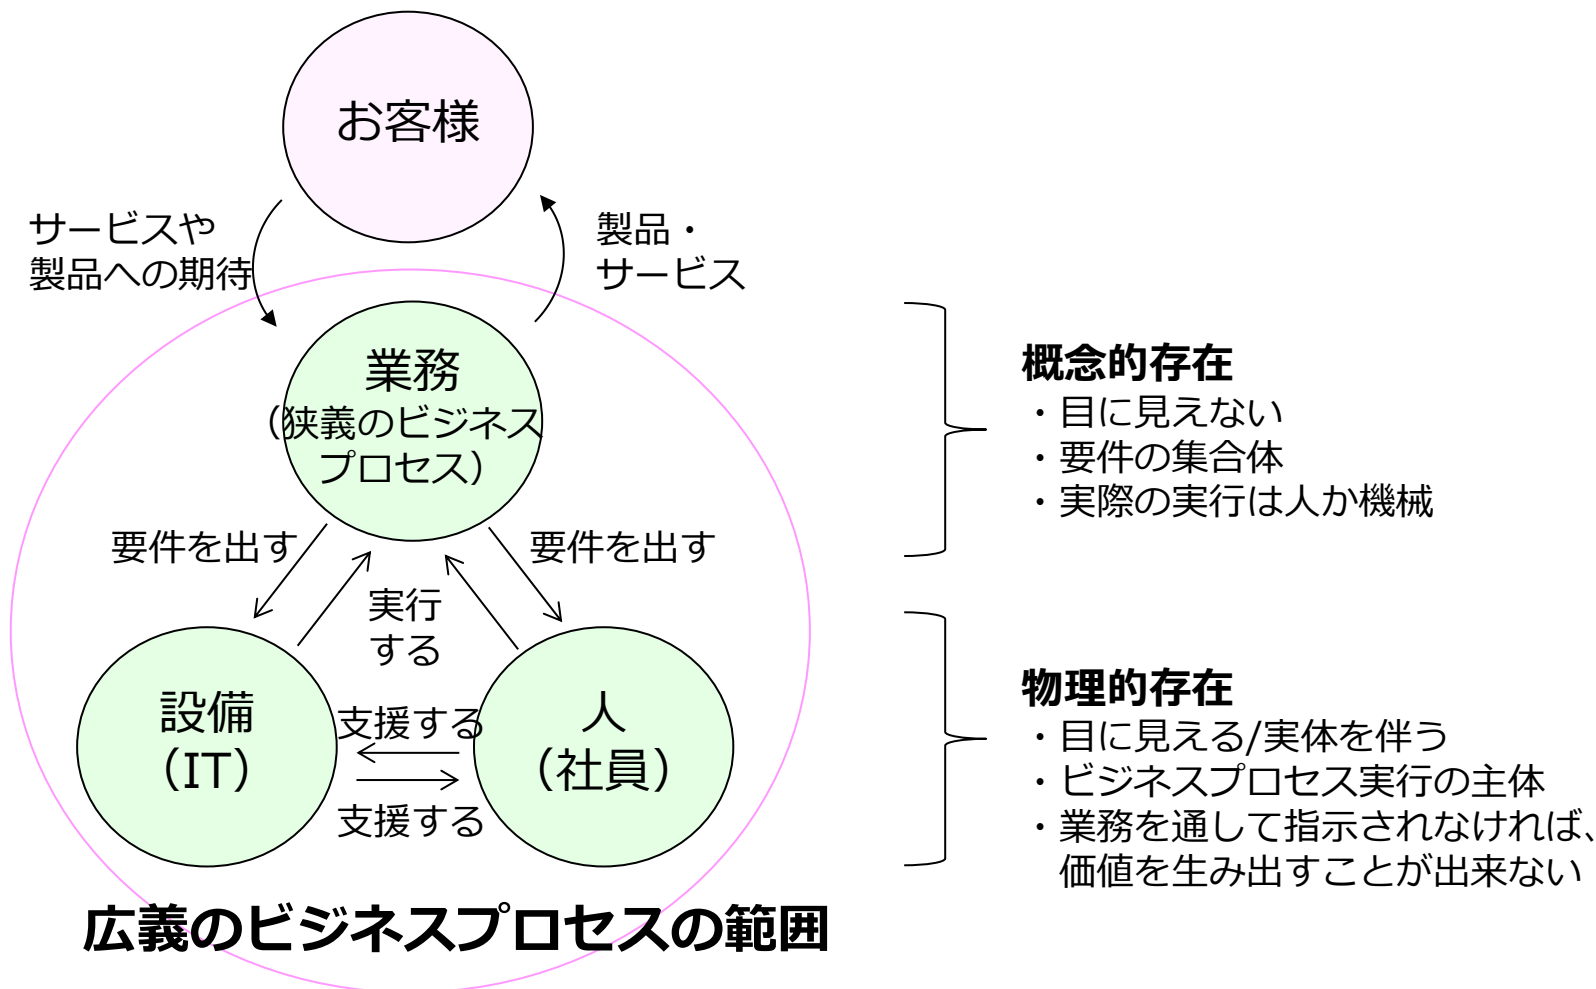 お客様
サービスや
製品への期待
製品・
サービス
業務
（狭義のビジネス
プロセス）
要件を出す
要件を出す
実行
する
設備
（IT）
支援する
支援する
人
（社員）
広義のビジネスプロセスの範囲
概念的存在
・目に見えない
・要件の集合体
・実際の実行は人か機械
物理的存在
・目に見える/実体を伴う
・ビジネスプロセス実行の主体
・業務を通して指示されなければ、
価値を生み出すことが出来ない